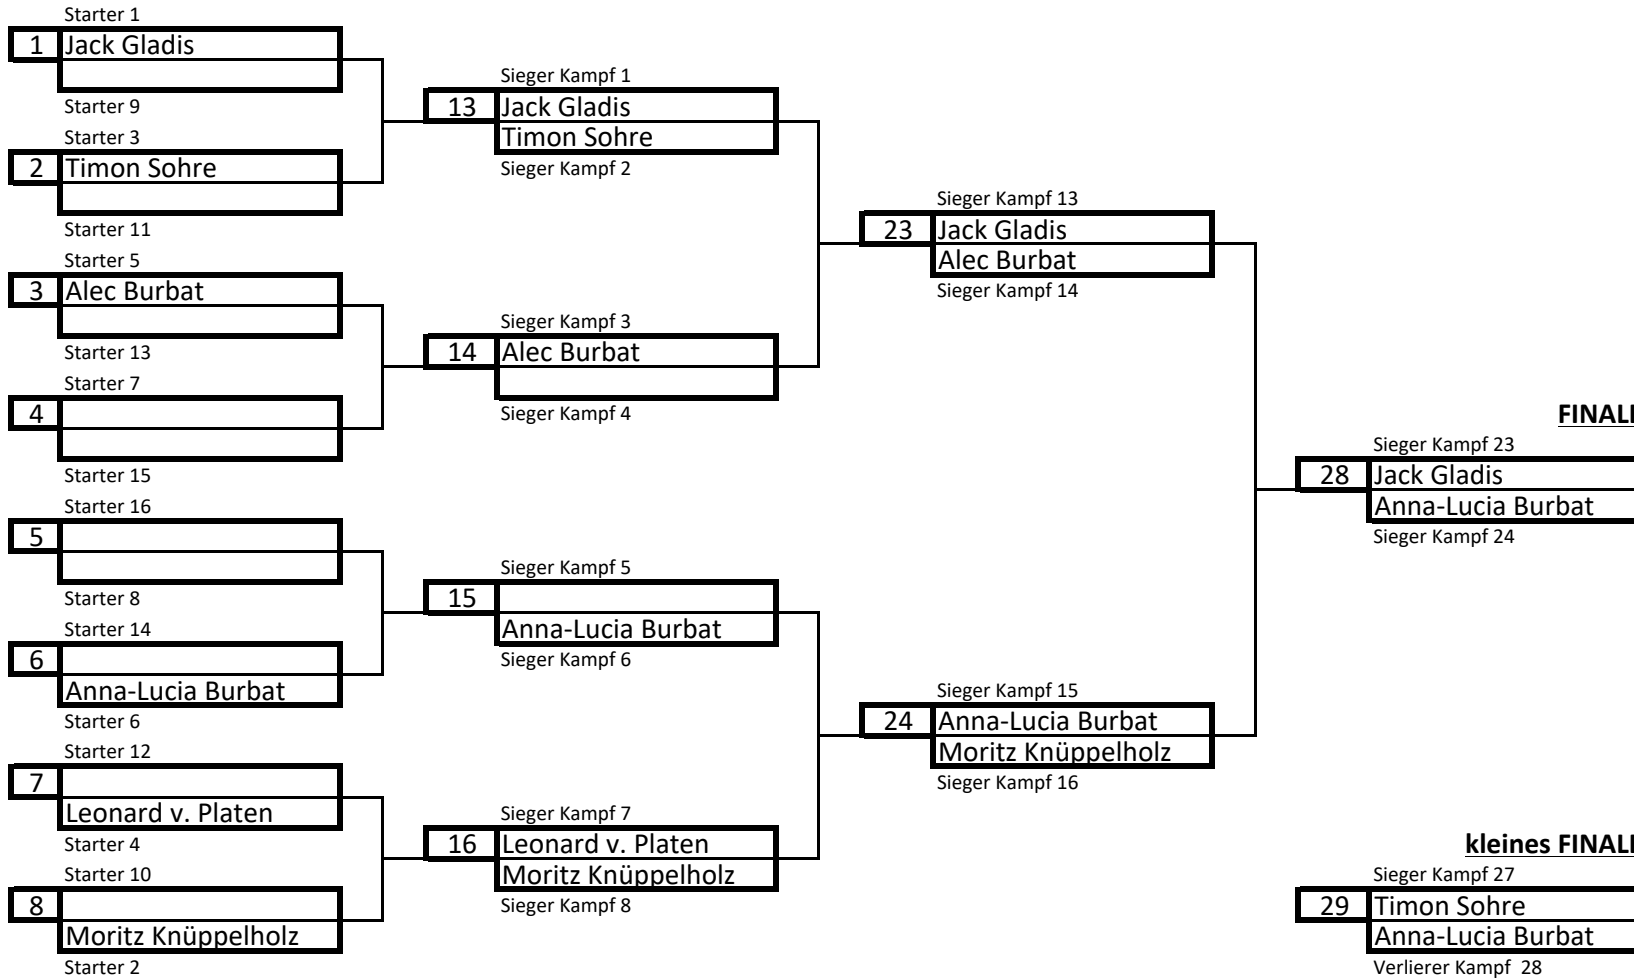 Starter 1
1 Jack Gladis
Starter 9
Starter 3
2 Timon Sohre
Starter 11
Starter 5
3 Alec Burbat
Starter 13
Starter 7
4
Starter 15
Starter 16
5
Starter 8
Starter 14
6
Anna-Lucia Burbat
Starter 6
Starter 12
7
Leonard v. Platen
Starter 4
Starter 10
8
Moritz Knüppelholz
Starter 2
Sieger Kampf 1
13 Jack Gladis
Timon Sohre
Sieger Kampf 2
Sieger Kampf 3
14 Alec Burbat
Sieger Kampf 4
Sieger Kampf 5
15
Anna-Lucia Burbat
Sieger Kampf 6
Sieger Kampf 7
16 Leonard v. Platen
Moritz Knüppelholz
Sieger Kampf 8
Sieger Kampf 13
23 Jack Gladis
Alec Burbat
Sieger Kampf 14
Sieger Kampf 15
24 Anna-Lucia Burbat
Moritz Knüppelholz
Sieger Kampf 16
FINAL
Sieger Kampf 23
28 Jack Gladis
Anna-Lucia Burbat
Sieger Kampf 24
kleines FINAL
Sieger Kampf 27
29 Timon Sohre
Anna-Lucia Burbat
Verlierer Kampf 28